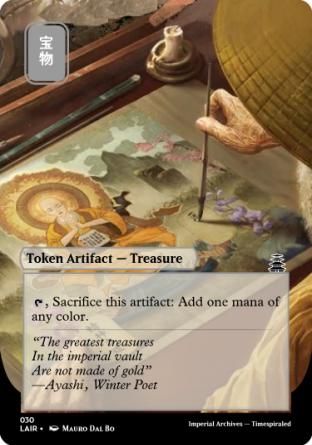 宝
物
Token Artifact — Treasure
, Sacrifice this artifact: Add one mana of
any color.
“The greatest treasures
In the imperial vault
Are not made of gold”
—Ayashi, Winter Poet
030
LAIR • Mauro Dal Bo
Imperial Archives — Timespiraled